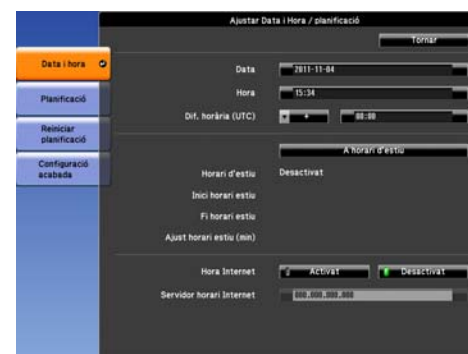 Ajustar Data i Hora / planificació
Tornar
Data i hora
Planificació
Reiniciar
planificació
Configuració
acabada
Data 2011-11-04
Hora 15:34
Dif. horària (UTC) + 00:00
A horari d'estiu
Horari d'estiu Desactivat
Inici horari estiu
Fi horari estiu
Ajust horari estiu (min)
Hora Internet Activat Desactivat
Servidor horari Internet 000.000.000.000